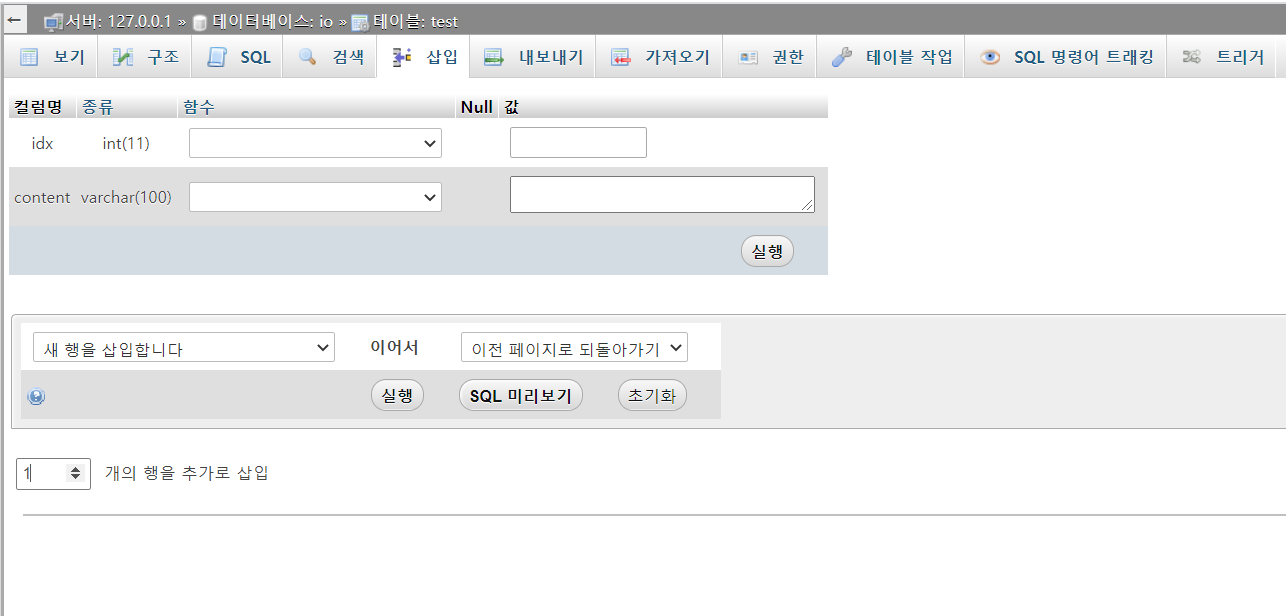 서버: 127.0.0.1 » 데이터베이스: io » 테이블: test
보기 구조 SQL 검색 삽입 내보내기 가져오기 권한 테이블 작업 SQL 명령어 트래킹 트리거
컬럼명 종류 함수 Null 값
idx int(11)
content varchar(100)
실행
새 행을 삽입합니다 이어서 이전 페이지로 되돌아가기
실행 SQL 미리보기 초기화
1 개의 행을 추가로 삽입